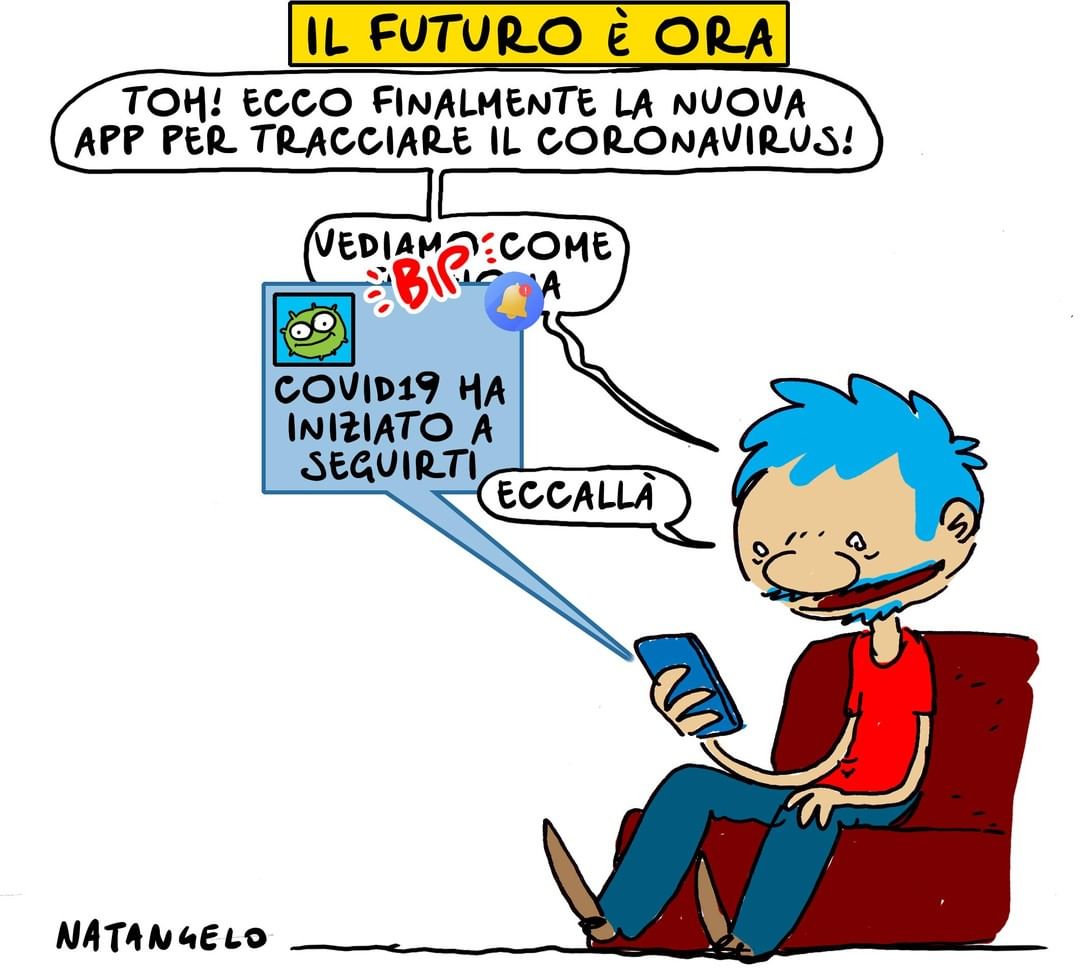 IL FUTURO È ORA
TOH! ECCO FINALMENTE LA NUOVA
APP PER TRACCIARE IL CORONAVIRUS!
VEDIAMO COME
BIP
COVID19 HA
INIZIATO A
SEGUIRTI
ECCALLÀ
NATANGELO